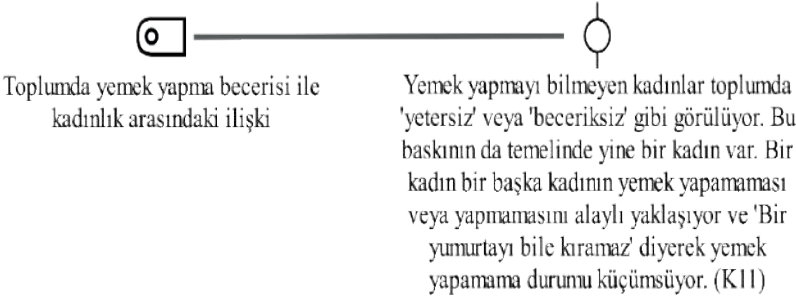 Toplumda yemek yapma becerisi ile
kadınlık arasındaki ilişki
Yemek yapmayı bilmeyen kadınlar toplumda
'yetersiz' veya 'beceriksiz' gibi görülüyor. Bu
baskının da temelinde yine bir kadın var. Bir
kadın bir başka kadının yemek yapamaması
veya yapmamasını alaylı yaklaşıyor ve 'Bir
yumurtayı bile kıramaz' diyerek yemek
yapamama durumu küçümsüyor. (K11)